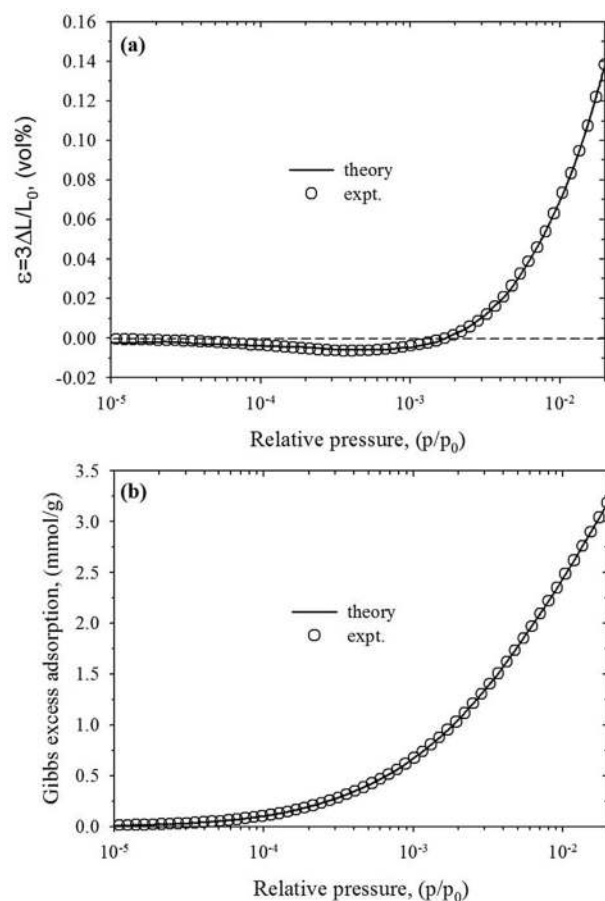 (a)
0.16
0.14
0.12
0.10
0.08
0.06
0.04
0.02
0.00
-0.02
ε=3ΔL/L₀, (vol%)
theory
expt.
10⁻⁵ 10⁻⁴ 10⁻³ 10⁻²
Relative pressure, (p/p₀)
(b)
3.5
3.0
2.5
2.0
1.5
1.0
0.5
0.0
Gibbs excess adsorption, (mmol/g)
theory
expt.
10⁻⁵ 10⁻⁴ 10⁻³ 10⁻²
Relative pressure, (p/p₀)